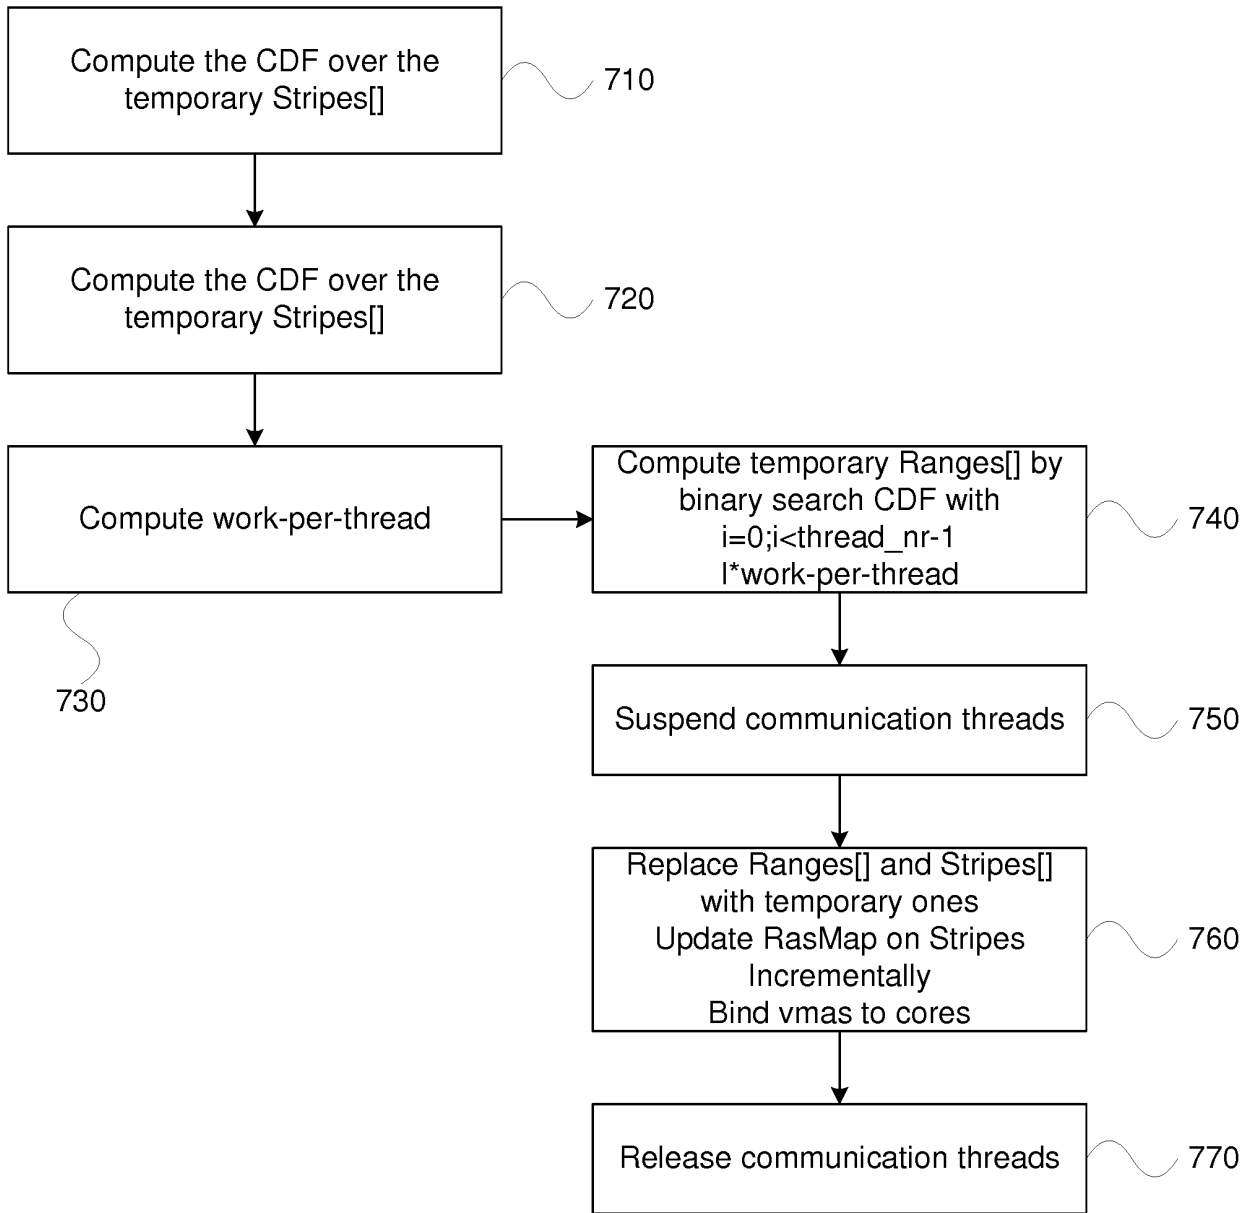 Compute the CDF over the
temporary Stripes[]
710
Compute the CDF over the
temporary Stripes[]
720
Compute work-per-thread
730
Compute temporary Ranges[] by
binary search CDF with
i=0;i<thread_nr-1
I*work-per-thread
740
Suspend communication threads
750
Replace Ranges[] and Stripes[]
with temporary ones
Update RasMap on Stripes
Incrementally
Bind vmas to cores
760
Release communication threads
770